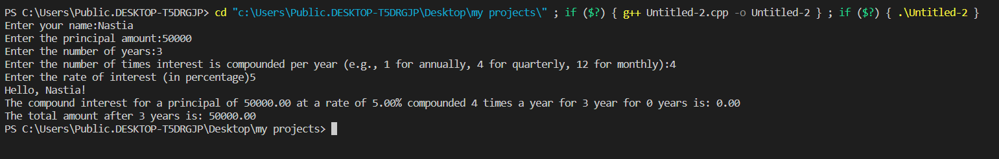 PS C:\Users\Public.DESKTOP-T5DRGJP> cd "c:\Users\Public.DESKTOP-T5DRGJP\Desktop\my projects\" ; if ($?) { g++ Untitled-2.cpp -o Untitled-2 } ; if ($?) { .\Untitled-2 }
Enter your name:Nastia
Enter the principal amount:50000
Enter the number of years:3
Enter the number of times interest is compounded per year (e.g., 1 for annually, 4 for quarterly, 12 for monthly):4
Enter the rate of interest (in percentage)5
Hello, Nastia!
The compound interest for a principal of 50000.00 at a rate of 5.00% compounded 4 times a year for 3 year for 0 years is: 0.00
The total amount after 3 years is: 50000.00
PS C:\Users\Public.DESKTOP-T5DRGJP\Desktop\my projects>